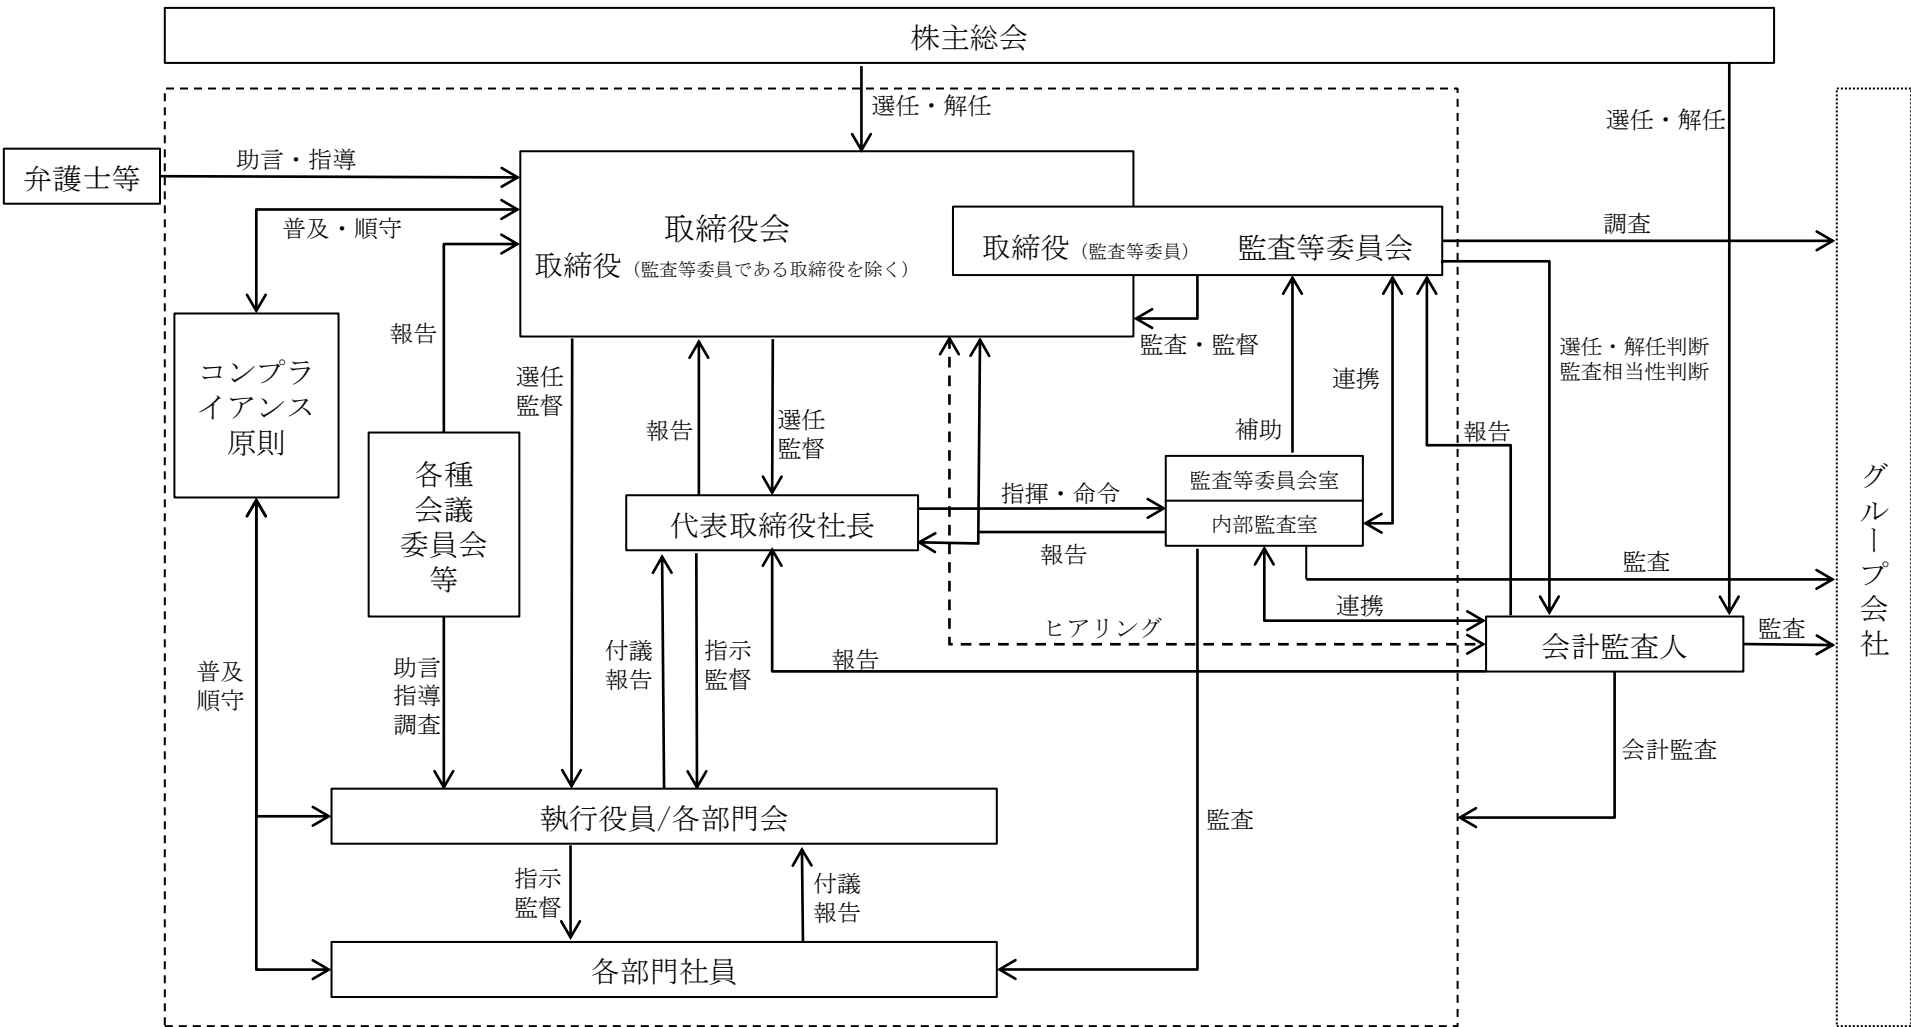 株主総会
選任・解任
選任・解任
弁護士等
助言・指導
普及・順守
取締役会
取締役（監査等委員である取締役を除く）
取締役（監査等委員）
監査等委員会
調査
報告
監査・監督
選任・解任判断
監査相当性判断
コンプラ
イアンス
原則
選任
監督
報告
選任
監督
連携
補助
報告
各種
会議
委員会
等
監査等委員会室
内部監査室
指揮・命令
代表取締役社長
報告
監査
グループ会社
連携
ヒアリング
会計監査人
監査
普及
順守
助言
指導
調査
付議
報告
指示
監督
報告
会計監査
執行役員/各部門会
監査
指示
監督
付議
報告
各部門社員